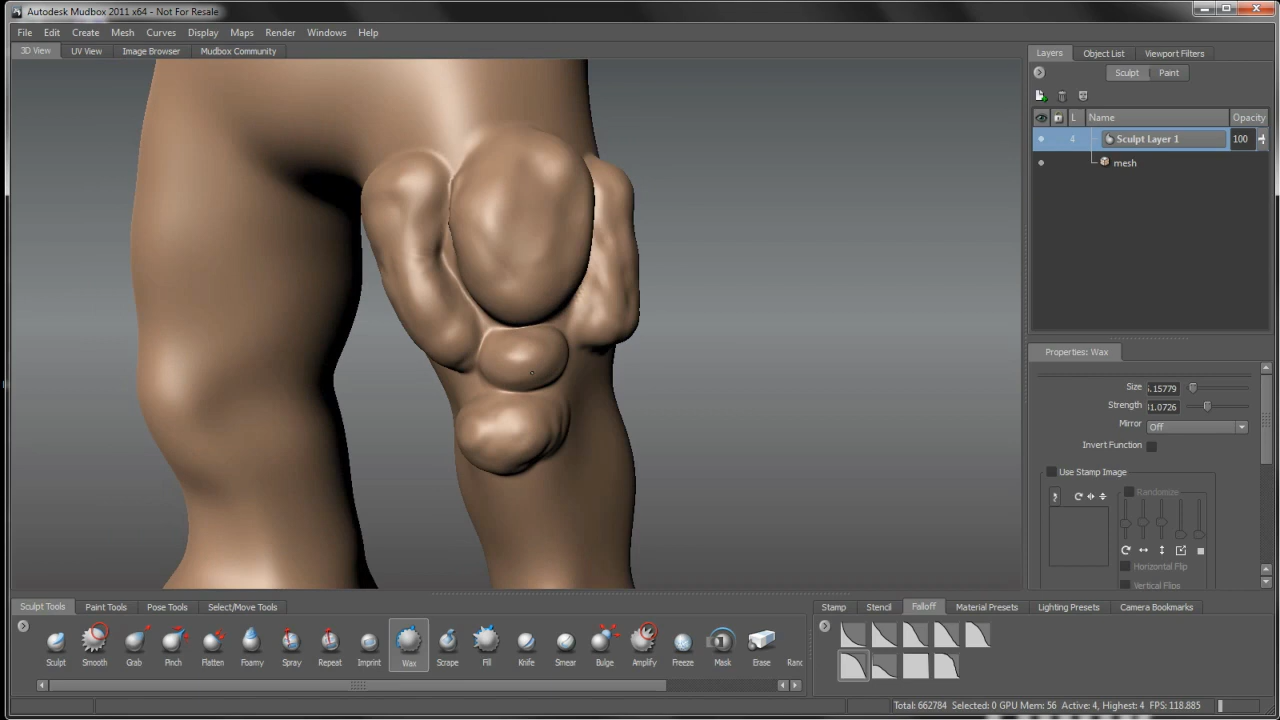 Autodesk Mudbox 2011 x64 - Not For Resale
File Edit Create Mesh Curves Display Maps Render Windows Help
3D View UV View Image Browser Mudbox Community
Layers Object List Viewport Filters
Sculpt Paint
L Name Opacity
4 Sculpt Layer 1 100
mesh
Properties: Wax
Size .15779
Strength 31.0726
Mirror Off
Invert Function
Use Stamp Image
Randomize
Horizontal Flip
Vertical Flips
Sculpt Tools Paint Tools Pose Tools Select/Move Tools
Sculpt Smooth Grab Pinch Flatten Foamy Spray Repeat Imprint Wax Scrape Fill Knife Smear Bulge Amplify Freeze Mask Erase Ranc
Stamp Stencil Falloff Material Presets Lighting Presets Camera Bookmarks
Total: 662784 Selected: 0 GPU Mem: 56 Active: 4, Highest: 4 FPS: 118.885